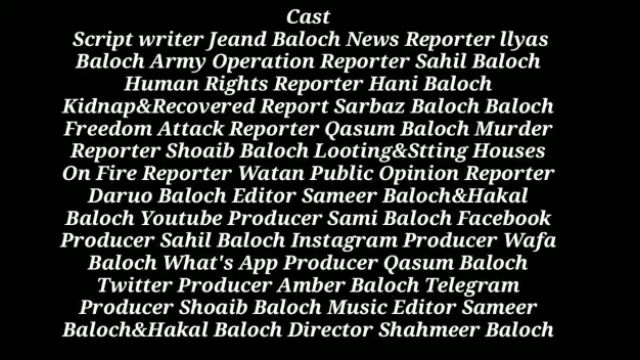 Cast
Script writer Jeand Baloch News Reporter llyas
Baloch Army Operation Reporter Sahil Baloch
Human Rights Reporter Hani Baloch
Kidnap&Recovered Report Sarbaz Baloch Baloch
Freedom Attack Reporter Qasum Baloch Murder
Reporter Shoaib Baloch Looting&Stting Houses
On Fire Reporter Watan Public Opinion Reporter
Daruo Baloch Editor Sameer Baloch&Hakal
Baloch Youtube Producer Sami Baloch Facebook
Producer Sahil Baloch Instagram Producer Wafa
Baloch What's App Producer Qasum Baloch
Twitter Producer Amber Baloch Telegram
Producer Shoaib Baloch Music Editor Sameer
Baloch&Hakal Baloch Director Shahmeer Baloch